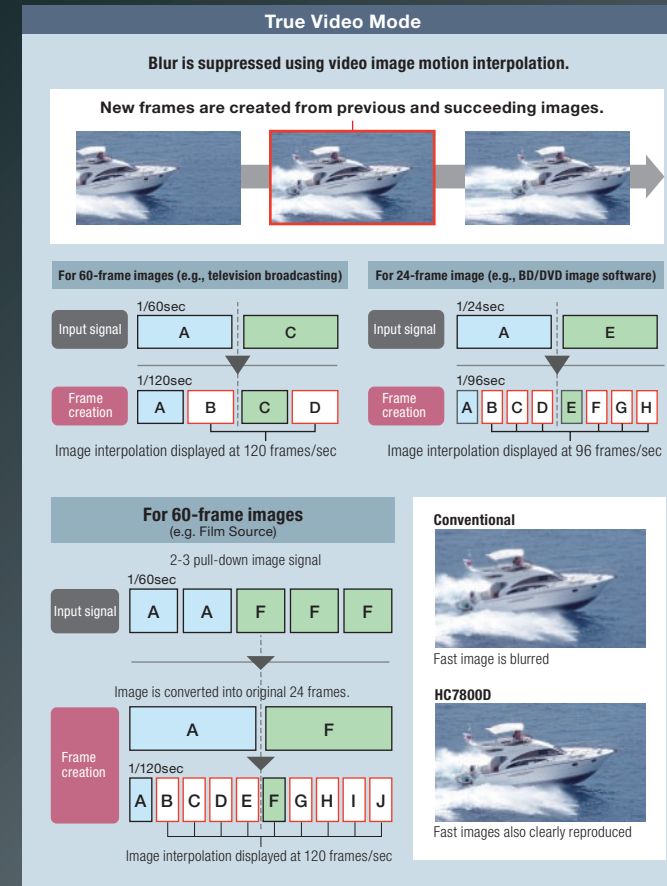 True Video Mode
Blur is suppressed using video image motion interpolation.
New frames are created from previous and succeeding images.
For 60-frame images (e.g., television broadcasting)
1/60sec
Input signal
A
C
1/120sec
Frame
creation
A
B
C
D
Image interpolation displayed at 120 frames/sec
For 24-frame image (e.g., BD/DVD image software)
1/24sec
Input signal
A
E
1/96sec
Frame
creation
A
B
C
D
E
F
G
H
Image interpolation displayed at 96 frames/sec
For 60-frame images
(e.g. Film Source)
2-3 pull-down image signal
1/60sec
Input signal
A
A
F
F
F
Image is converted into original 24 frames.
A
F
Frame
creation
1/120sec
A
B
C
D
E
F
G
H
I
J
Image interpolation displayed at 120 frames/sec
Conventional
Fast image is blurred
HC7800D
Fast images also clearly reproduced